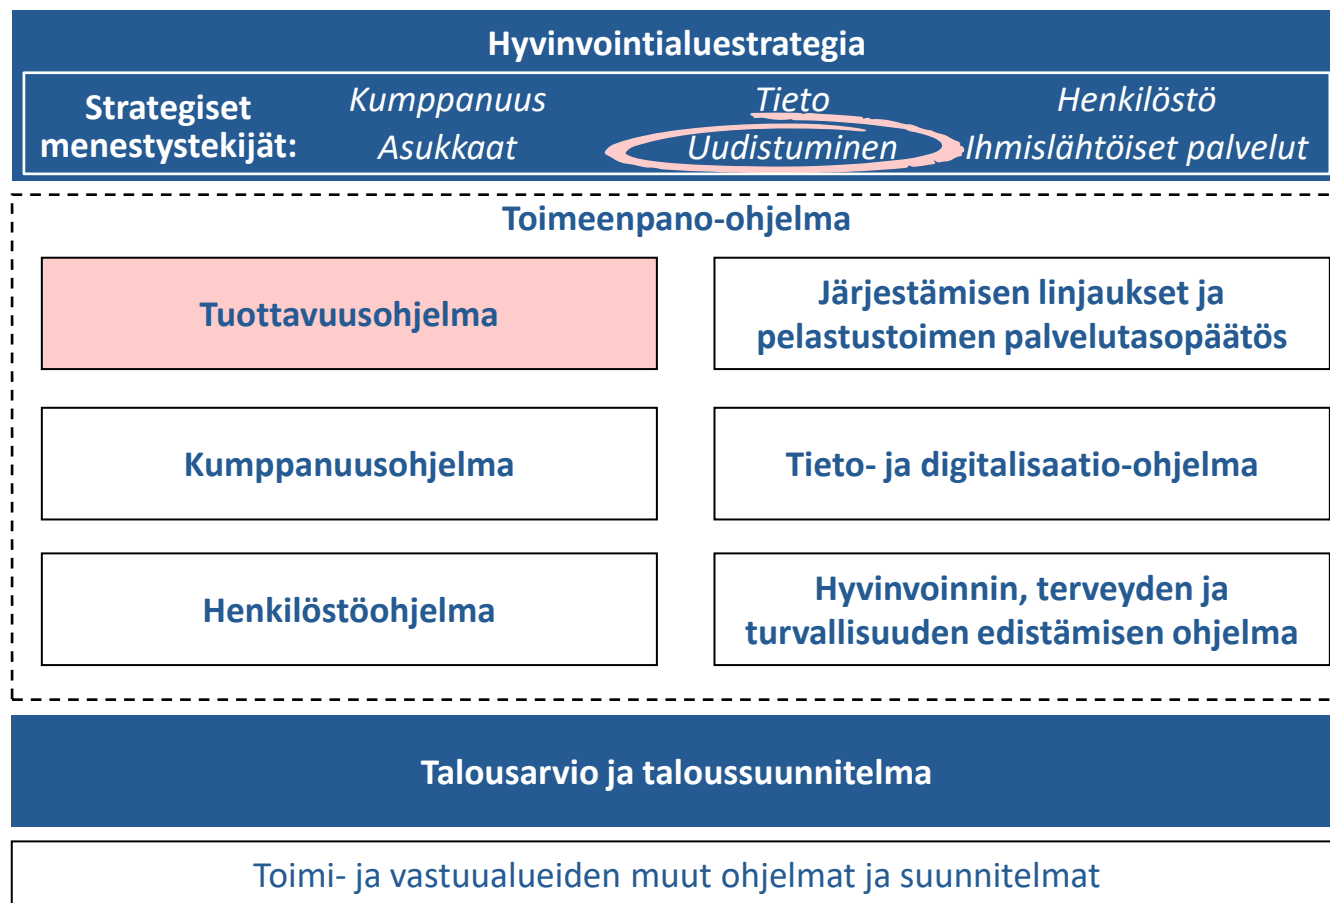 Hyvinvointialuestrategia
Strategiset menestystekijät:
Kumppanuus Tieto Henkilöstö
Asukkaat Uudistuminen Ihmislähtöiset palvelut
Toimeenpano-ohjelma
Tuottavuusohjelma
Järjestämisen linjaukset ja
pelastustoimen palvelutasopäätös
Kumppanuusohjelma
Tieto- ja digitalisaatio-ohjelma
Henkilöstöohjelma
Hyvinvoinnin, terveyden ja
turvallisuuden edistämisen ohjelma
Talousarvio ja taloussuunnitelma
Toimi- ja vastuualueiden muut ohjelmat ja suunnitelmat